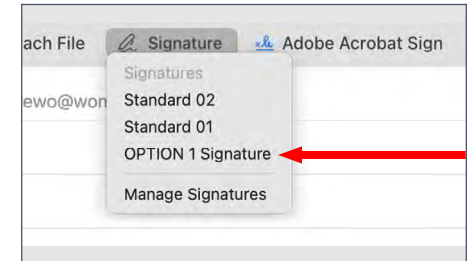 ach File Signature Adobe Acrobat Sign
Signatures
ewo@won
Standard 02
Standard 01
OPTION 1 Signature
Manage Signatures